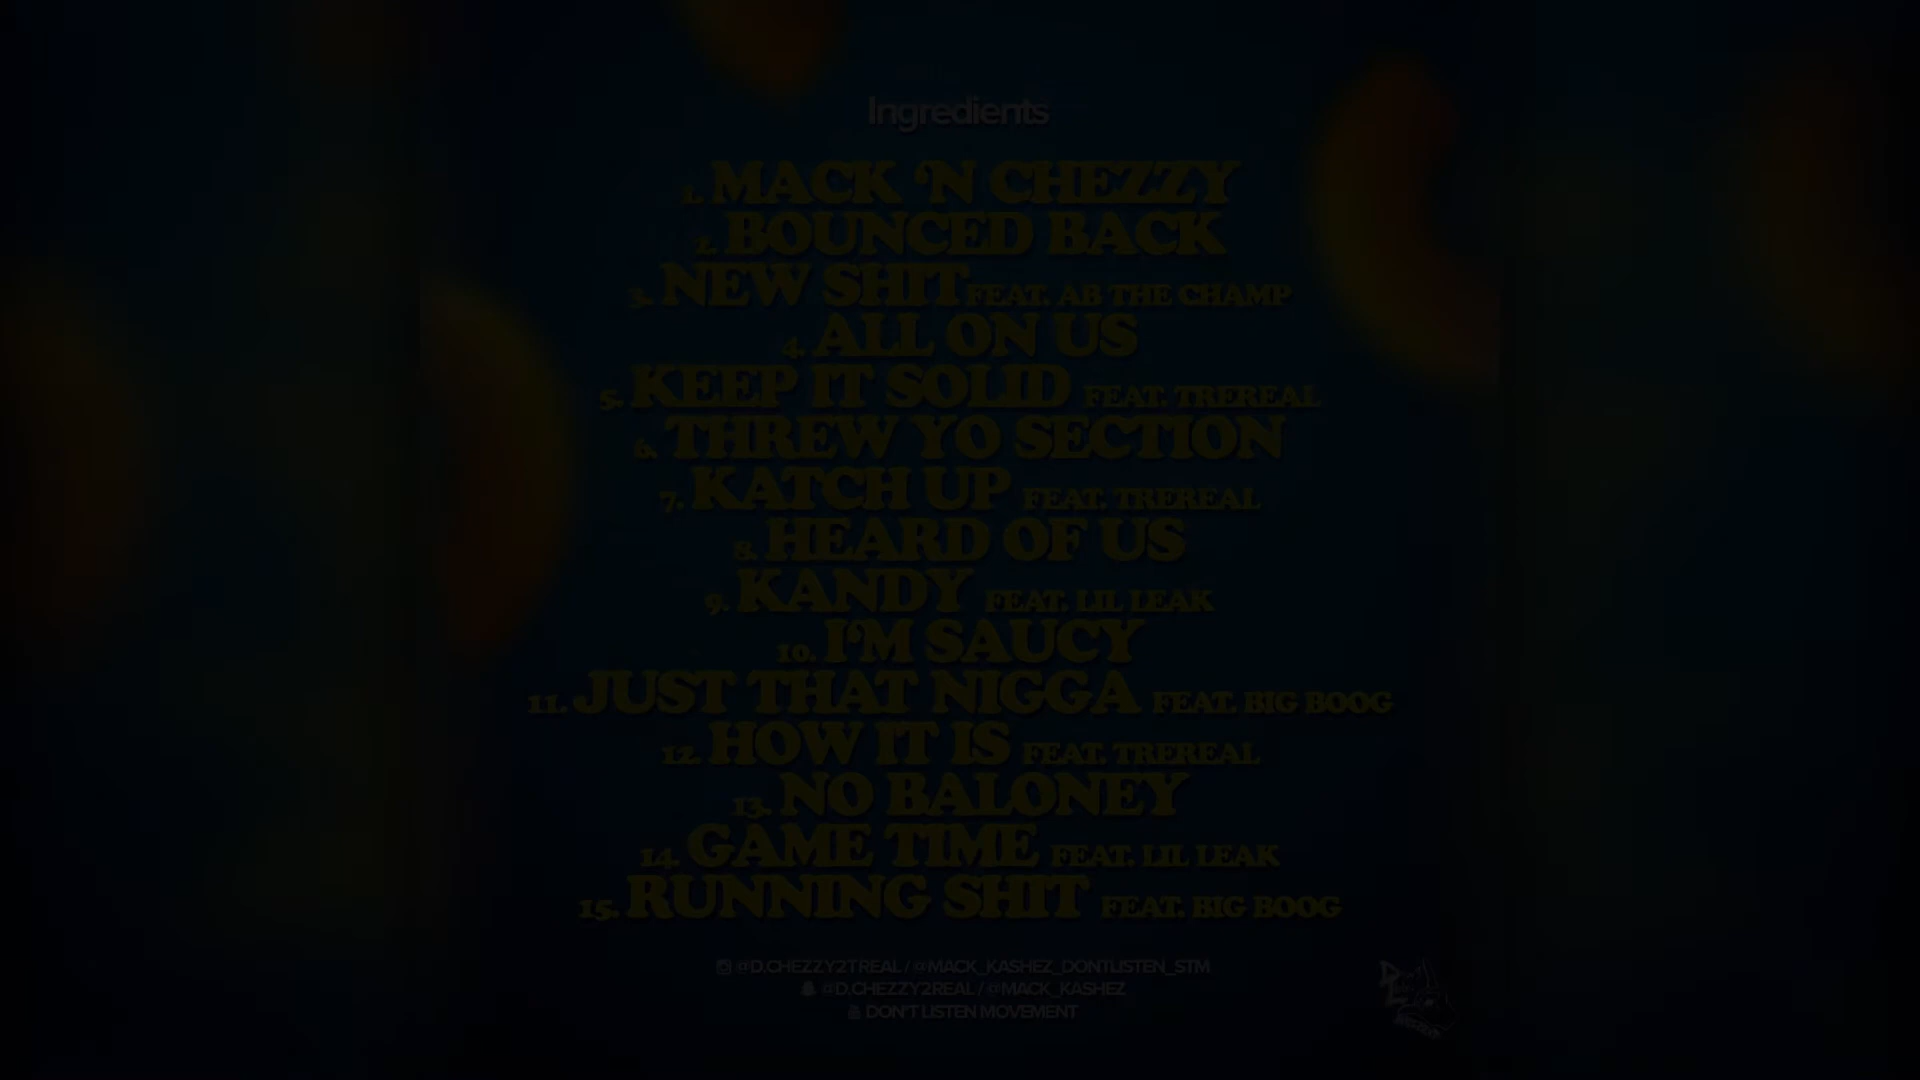 Ingredients
1. MACK 'N CHEZZY
2. BOUNCED BACK
3. NEW SHIT FEAT. AB THE CHAMP
4. ALL ON US
5. KEEP IT SOLID FEAT. TREREAL
6. THREW YO SECTION
7. KATCH UP FEAT. TREREAL
8. HEARD OF US
9. KANDY FEAT. LIL LEAK
10. I'M SAUCY
11. JUST THAT NIGGA FEAT. BIG BOOG
12. HOW IT IS FEAT. TREREAL
13. NO BALONEY
14. GAME TIME FEAT. LIL LEAK
15. RUNNING SHIT FEAT. BIG BOOG
@D.CHEZZY2TREAL / @MACK_KASHEZ_DONTLISTEN_STM
@D.CHEZZY2REAL / @MACK_KASHEZ
DON'T LISTEN MOVEMENT